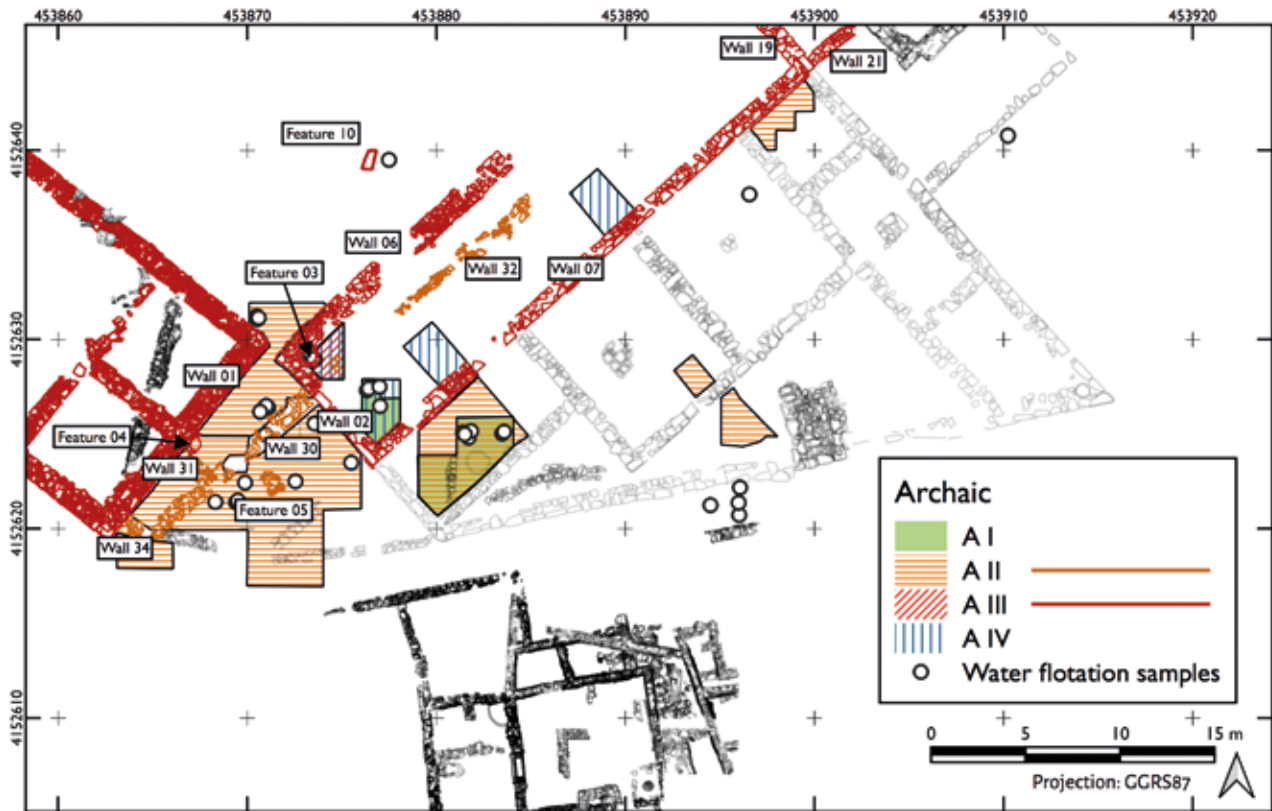 453860 453870 453880 453890 453900 453910 453920
4152640
4152630
4152620
4152610
Wall 19
Wall 21
Feature 10
Wall 06
Feature 03
Wall 32
Wall 07
Wall 01
Wall 02
Feature 04
Wall 31
Wall 30
Feature 05
Wall 34
Archaic
A I
A II
A III
A IV
Water flotation samples
0 5 10 15 m
Projection: GGRS87